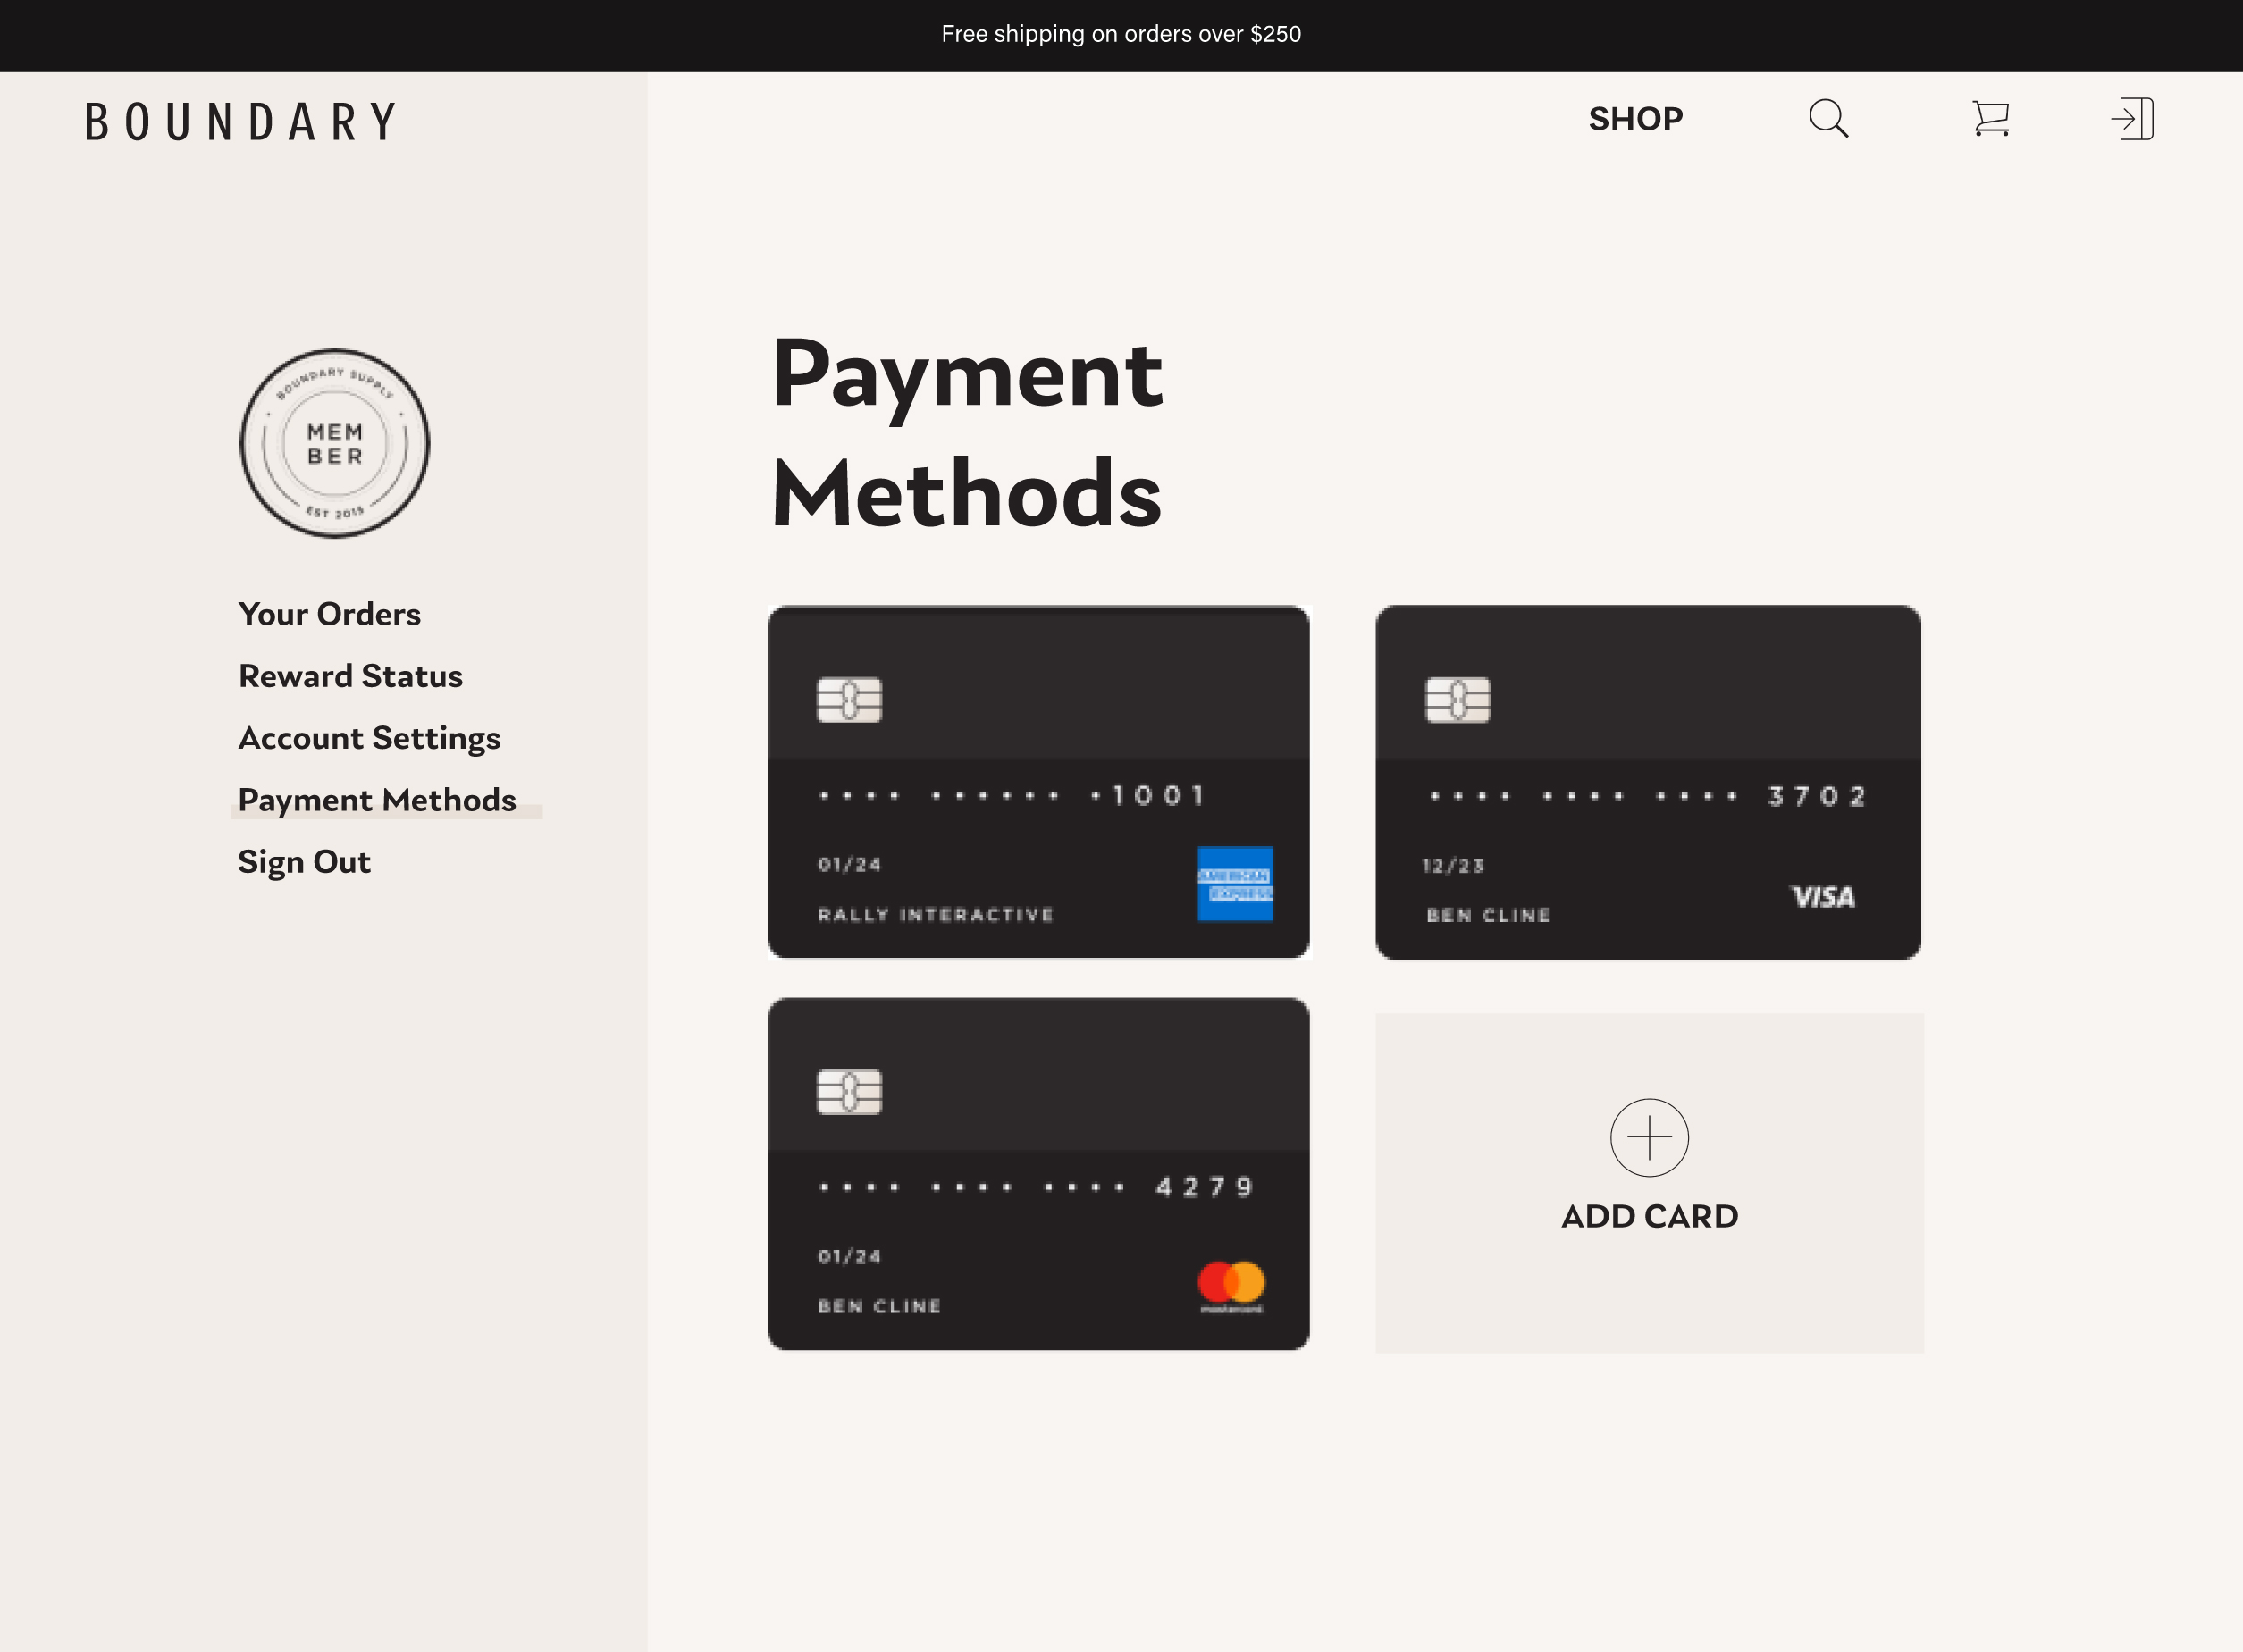 Free shipping on orders over $250
BOUNDARY
SHOP
BOUNDARY SUPPLY
MEM
BER
EST 2015
Your Orders
Reward Status
Account Settings
Payment Methods
Sign Out
Payment
Methods
•••• •••••• •1001
01/24
AMERICAN
EXPRESS
RALLY INTERACTIVE
•••• •••• •••• 3702
12/23
VISA
BEN CLINE
•••• •••• •••• 4279
01/24
mastercard
BEN CLINE
ADD CARD